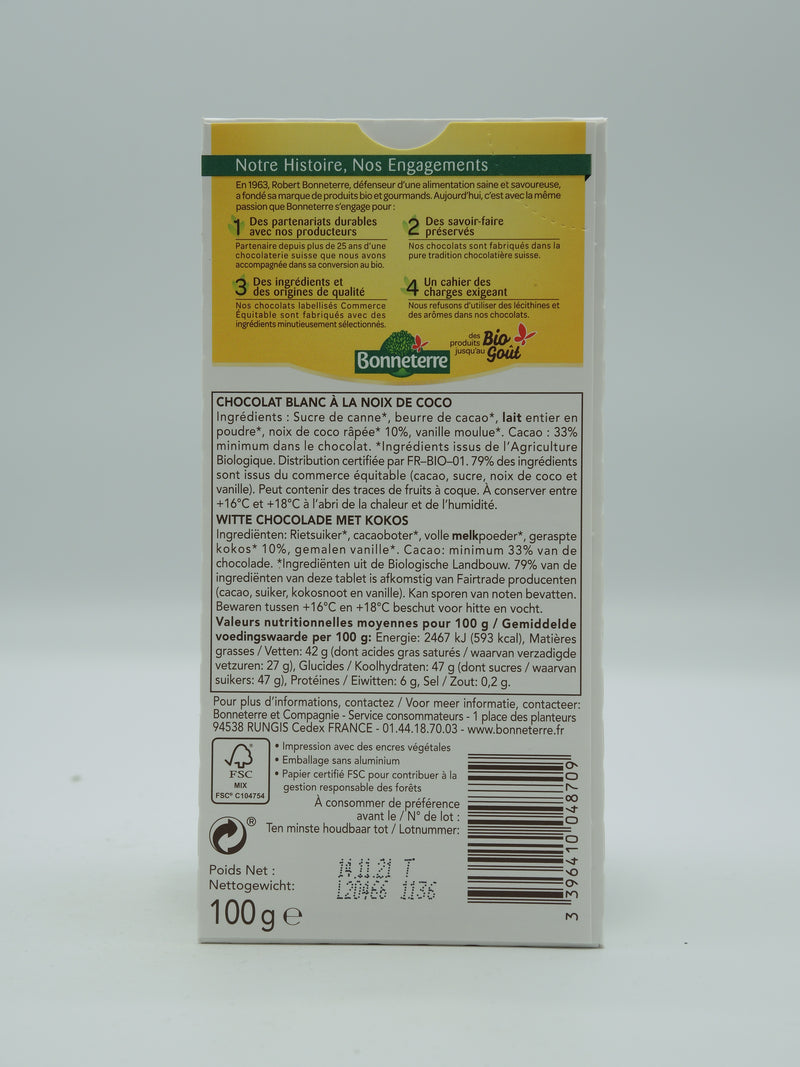 Notre Histoire, Nos Engagements
En 1963, Robert Bonneterre, défenseur d'une alimentation saine et savoureuse,
a fondé sa marque de produits bio et gourmands. Aujourd'hui, c'est avec la même
passion que Bonneterre s'engage pour :
1 Des partenariats durables
avec nos producteurs
Partenaire depuis plus de 25 ans d'une
chocolaterie suisse que nous avons
accompagnée dans sa conversion au bio.
2 Des savoir-faire
préservés
Nos chocolats sont fabriqués dans la
pure tradition chocolatière suisse.
3 Des ingrédients et
des origines de qualité
Nos chocolats labellisés Commerce
Équitable sont fabriqués avec des
ingrédients minutieusement sélectionnés.
4 Un cahier des
charges exigeant
Nous refusons d'utiliser des lécithines et
des arômes dans nos chocolats.
Bonneterre
des
produits
jusqu'au
Bio
Goût
CHOCOLAT BLANC À LA NOIX DE COCO
Ingrédients : Sucre de canne*, beurre de cacao*, lait entier en
poudre*, noix de coco râpée* 10%, vanille moulue*. Cacao : 33%
minimum dans le chocolat. *Ingrédients issus de l'Agriculture
Biologique. Distribution certifiée par FR–BIO–01. 79% des ingrédients
sont issus du commerce équitable (cacao, sucre, noix de coco et
vanille). Peut contenir des traces de fruits à coque. À conserver entre
+16°C et +18°C à l'abri de la chaleur et de l'humidité.
WITTE CHOCOLADE MET KOKOS
Ingrediënten: Rietsuiker*, cacaoboter*, volle melkpoeder*, geraspte
kokos* 10%, gemalen vanille*. Cacao: minimum 33% van de
chocolade. *Ingrediënten uit de Biologische Landbouw. 79% van de
ingrediënten van deze tablet is afkomstig van Fairtrade producenten
(cacao, suiker, kokosnoot en vanille). Kan sporen van noten bevatten.
Bewaren tussen +16°C en +18°C beschut voor hitte en vocht.
Valeurs nutritionnelles moyennes pour 100 g / Gemiddelde
voedingswaarde per 100 g: Energie: 2467 kJ (593 kcal), Matières
grasses / Vetten: 42 g (dont acides gras saturés / waarvan verzadigde
vetzuren: 27 g), Glucides / Koolhydraten: 47 g (dont sucres / waarvan
suikers: 47 g), Protéines / Eiwitten: 6 g, Sel / Zout: 0,2 g.
Pour plus d'informations, contactez / Voor meer informatie, contacteer:
Bonneterre et Compagnie - Service consommateurs - 1 place des planteurs
94538 RUNGIS Cedex FRANCE - 01.44.18.70.03 - www.bonneterre.fr
FSC
MIX
FSC® C104754
• Impression avec des encres végétales
• Emballage sans aluminium
• Papier certifié FSC pour contribuer à la
gestion responsable des forêts
À consommer de préférence
avant le / N° de lot :
Ten minste houdbaar tot / Lotnummer:
®
14.11.21 T
L20466 1136
Poids Net :
Nettogewicht:
100 g e
3 396410 048709